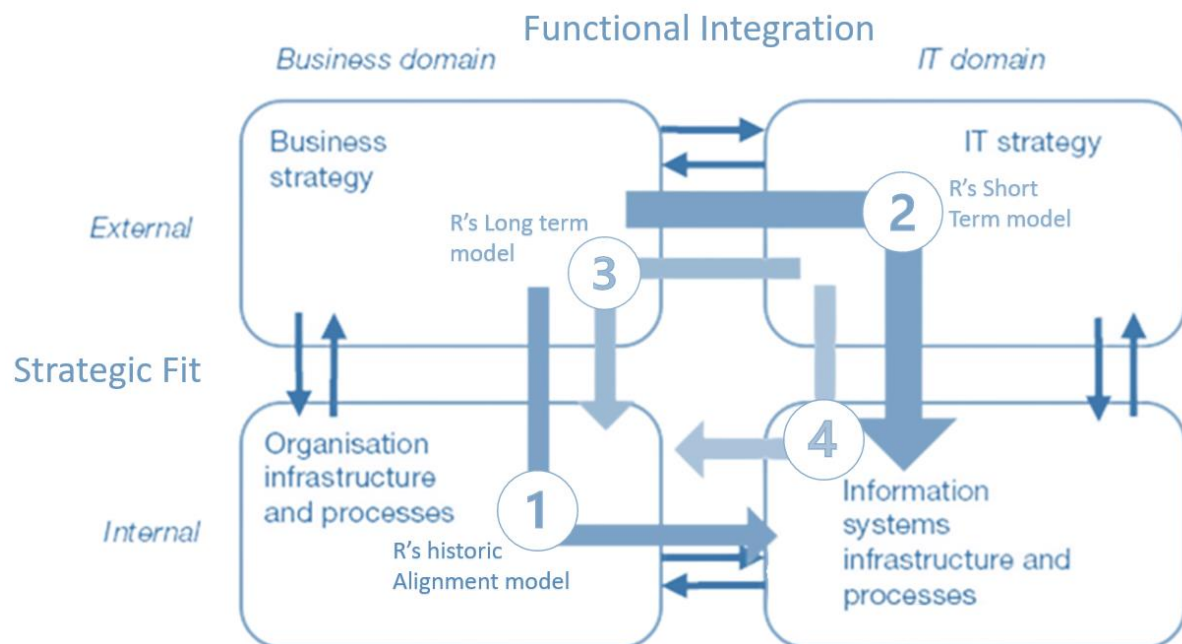 Functional Integration
Business domain
IT domain
Business
strategy
IT strategy
2
R's Short
Term model
External
R's Long term
model
3
Strategic Fit
4
Organisation
infrastructure
and processes
1
R's historic
Alignment model
Internal
Information
systems
infrastructure and
processes